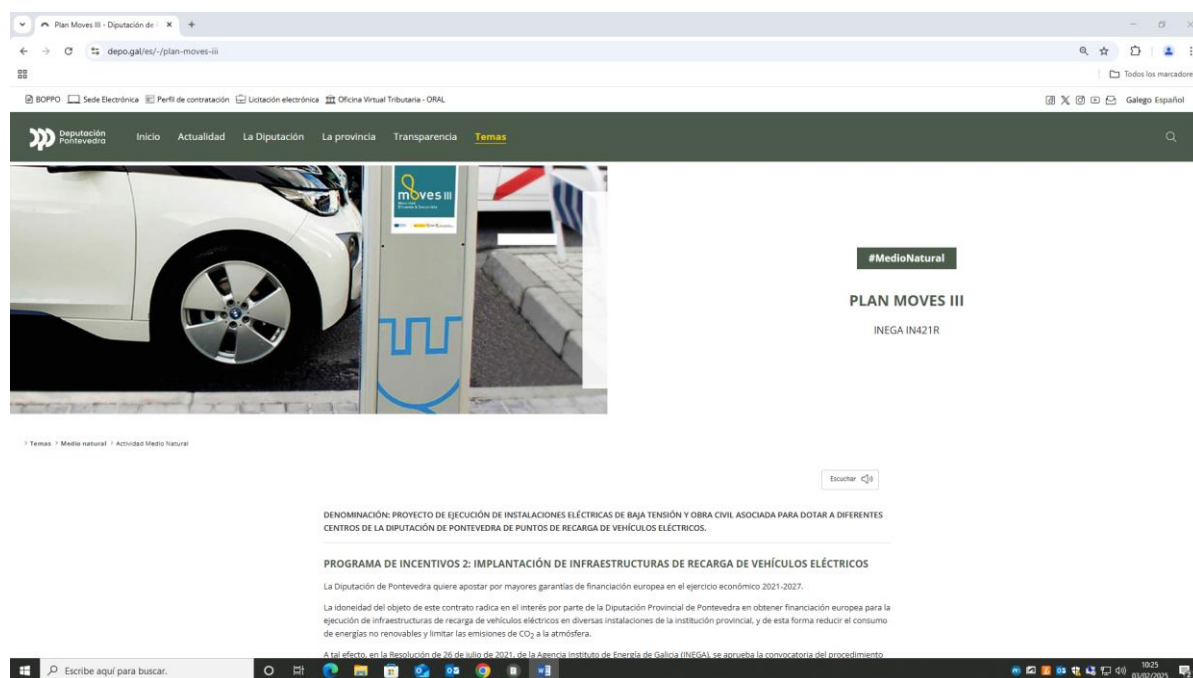 Plan Moves III - Diputación de
depo.gal/es/-/plan-moves-iii
Todos los marcadore
BOPPO Sede Electrónica Perfil de contratación Licitación electrónica Oficina Virtual Tributaria - ORAL
Galego Español
Deputación
Pontevedra
Inicio Actualidad La Diputación La provincia Transparencia Temas
moves III
#MedioNatural
PLAN MOVES III
INEGA IN421R
Temas Medio natural Actividad Medio Natural
Escuchar
DENOMINACIÓN: PROYECTO DE EJECUCIÓN DE INSTALACIONES ELÉCTRICAS DE BAJA TENSIÓN Y OBRA CIVIL ASOCIADA PARA DOTAR A DIFERENTES
CENTROS DE LA DIPUTACIÓN DE PONTEVEDRA DE PUNTOS DE RECARGA DE VEHÍCULOS ELÉCTRICOS.
PROGRAMA DE INCENTIVOS 2: IMPLANTACIÓN DE INFRAESTRUCTURAS DE RECARGA DE VEHÍCULOS ELÉCTRICOS
La Diputación de Pontevedra quiere apostar por mayores garantías de financiación europea en el ejercicio económico 2021-2027.
La idoneidad del objeto de este contrato radica en el interés por parte de la Diputación Provincial de Pontevedra en obtener financiación europea para la
ejecución de infraestructuras de recarga de vehículos eléctricos en diversas instalaciones de la institución provincial, y de esta forma reducir el consumo
de energías no renovables y limitar las emisiones de CO₂ a la atmósfera.
A tal efecto, en la Resolución de 26 de julio de 2021, de la Agencia Instituto de Energía de Galicia (INEGA), se aprueba la convocatoria del procedimiento
Escribe aquí para buscar.
10:25
03/02/2025